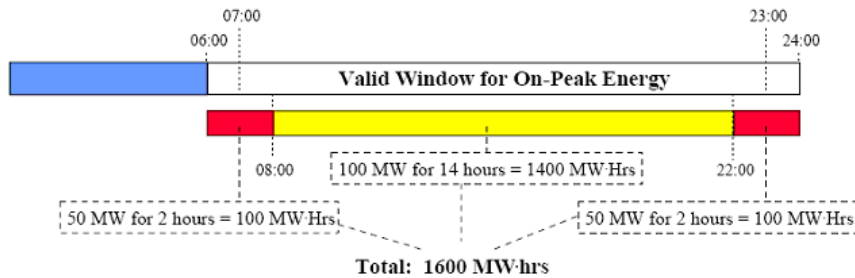 07:00
23:00
06:00
24:00
Valid Window for On-Peak Energy
08:00
100 MW for 14 hours = 1400 MW·Hrs
22:00
50 MW for 2 hours = 100 MW·Hrs
50 MW for 2 hours = 100 MW·Hrs
Total: 1600 MW·hrs